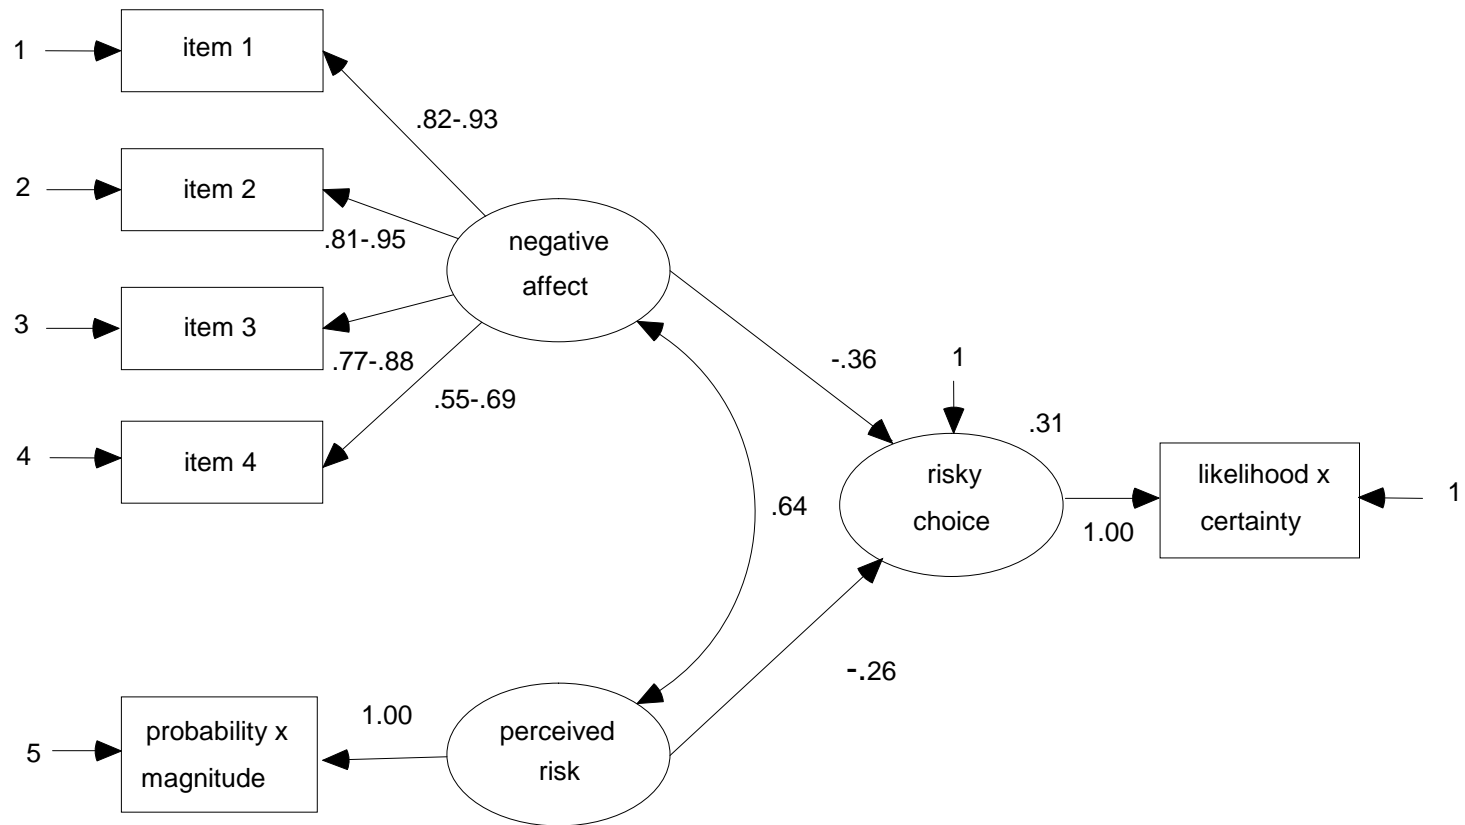 1
item 1
.82-.93
2
item 2
.81-.95
negative
affect
3
item 3
.77-.88
.55-.69
4
item 4
-.36
1
.31
risky
choice
.64
likelihood x
certainty
1
1.00
-.26
5
probability x
magnitude
1.00
perceived
risk